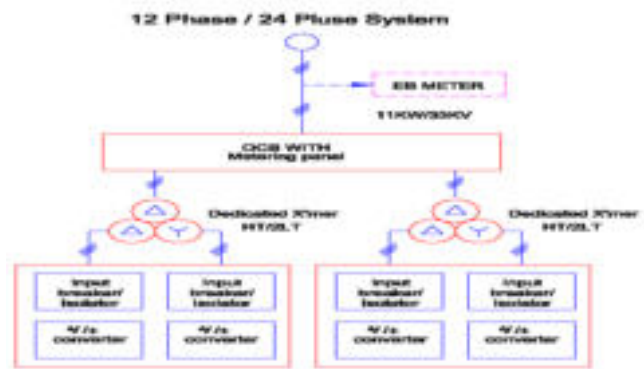 12 Phase / 24 Pluse System
EB METER
11KW/33KV
OCB WITH
Metering panel
Dedicated X'mer
HT/2LT
Dedicated X'mer
HT/2LT
Input
breaker/
Isolator
Input
breaker/
Isolator
Input
breaker/
Isolator
Input
breaker/
Isolator
converter
converter
converter
converter